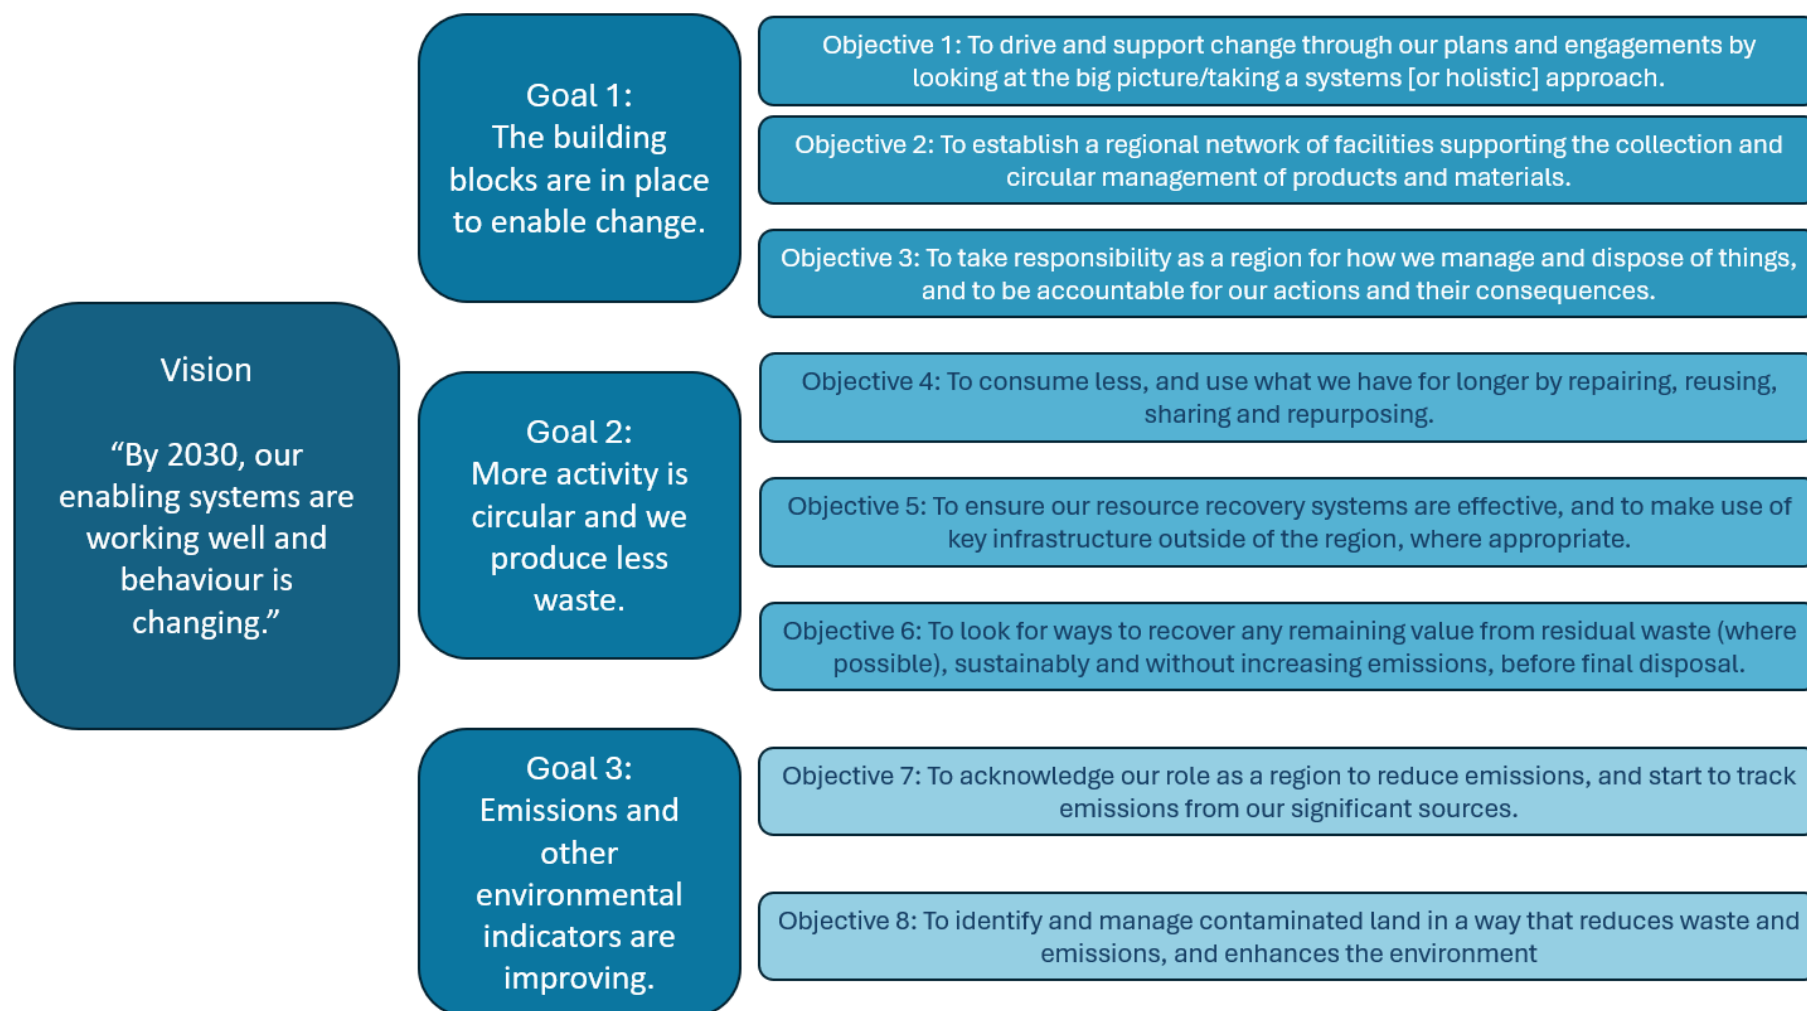 Vision
“By 2030, our
enabling systems are
working well and
behaviour is
changing.”
Goal 1:
The building
blocks are in place
to enable change.
Objective 1: To drive and support change through our plans and engagements by
looking at the big picture/taking a systems [or holistic] approach.
Objective 2: To establish a regional network of facilities supporting the collection and
circular management of products and materials.
Objective 3: To take responsibility as a region for how we manage and dispose of things,
and to be accountable for our actions and their consequences.
Goal 2:
More activity is
circular and we
produce less
waste.
Objective 4: To consume less, and use what we have for longer by repairing, reusing,
sharing and repurposing.
Objective 5: To ensure our resource recovery systems are effective, and to make use of
key infrastructure outside of the region, where appropriate.
Objective 6: To look for ways to recover any remaining value from residual waste (where
possible), sustainably and without increasing emissions, before final disposal.
Goal 3:
Emissions and
other
environmental
indicators are
improving.
Objective 7: To acknowledge our role as a region to reduce emissions, and start to track
emissions from our significant sources.
Objective 8: To identify and manage contaminated land in a way that reduces waste and
emissions, and enhances the environment